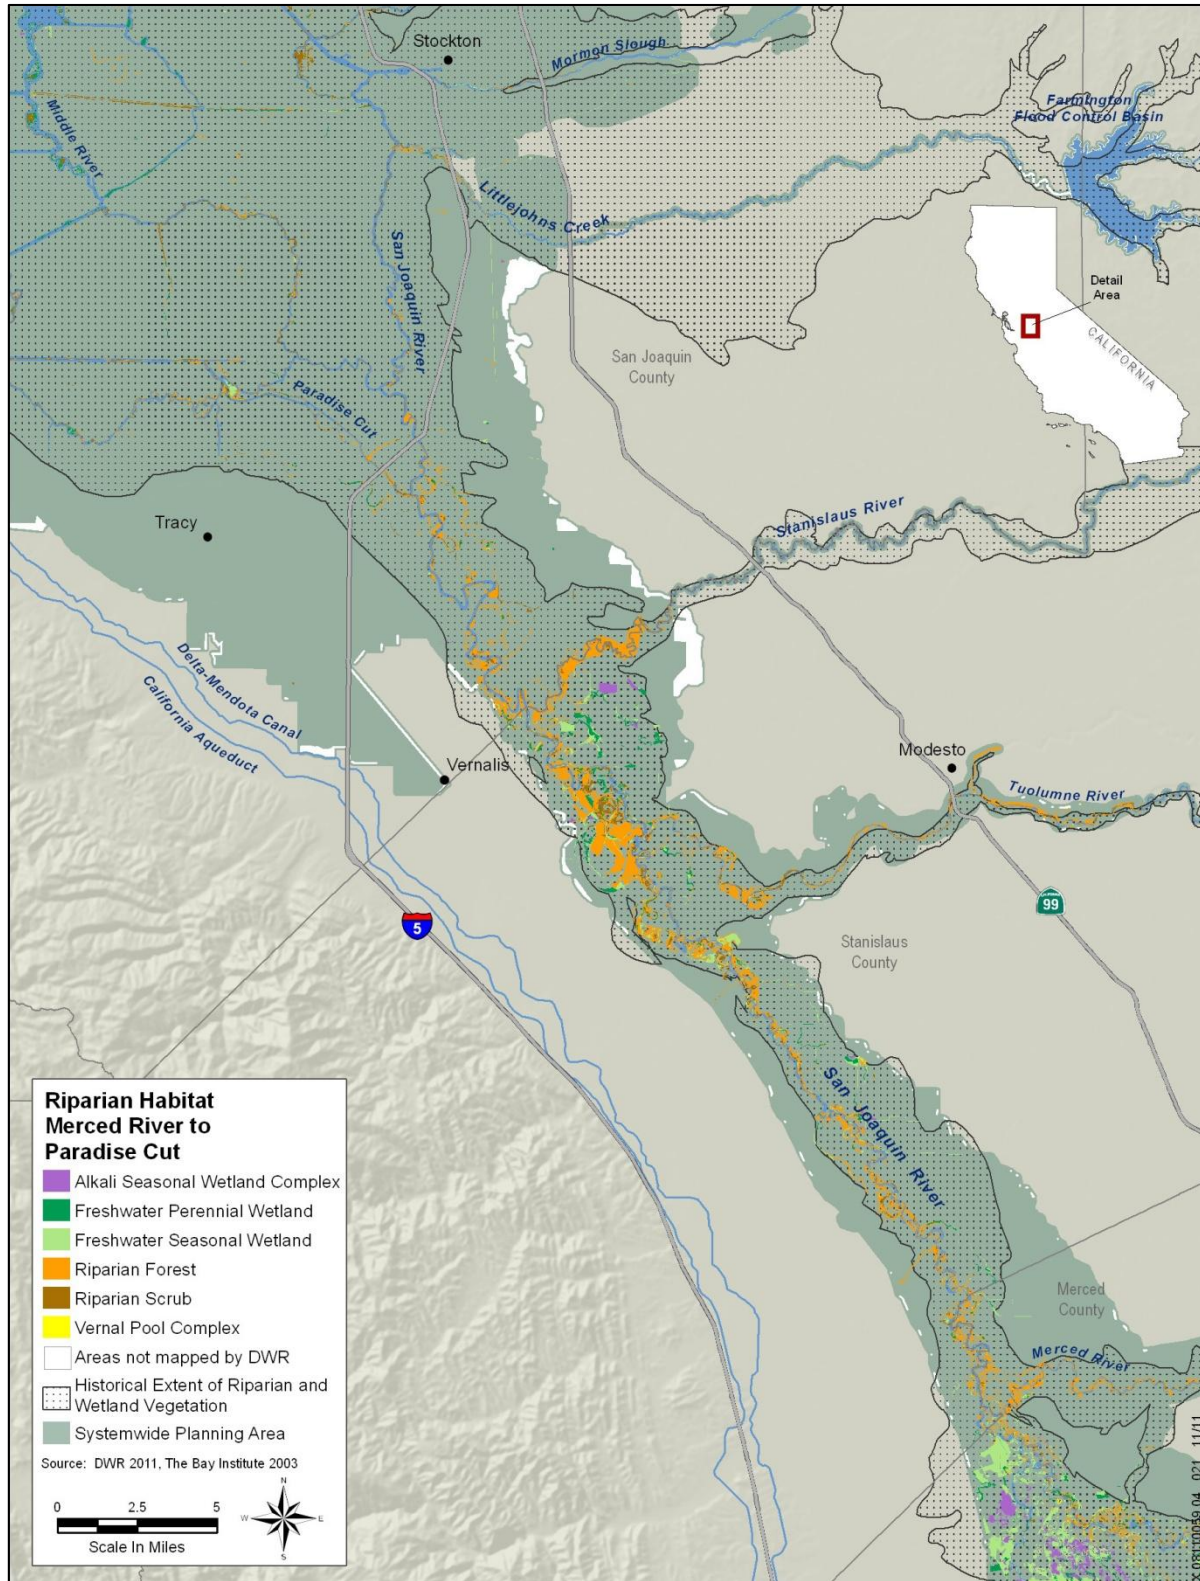 Stockton
Mormon Slough
Middle River
Farmington
Flood Control Basin
Littlejohns Creek
San Joaquin River
Detail
Area
CALIFORNIA
San Joaquin
County
Paradise Cut
Stanislaus River
Tracy
Delta-Mendota Canal
California Aqueduct
Vernalis
Modesto
Tuolumne River
99
5
Stanislaus
County
San Joaquin River
Merced
County
Merced River
Riparian Habitat
Merced River to
Paradise Cut
Alkali Seasonal Wetland Complex
Freshwater Perennial Wetland
Freshwater Seasonal Wetland
Riparian Forest
Riparian Scrub
Vernal Pool Complex
Areas not mapped by DWR
Historical Extent of Riparian and
Wetland Vegetation
Systemwide Planning Area
Source: DWR 2011, The Bay Institute 2003
0 2.5 5
Scale In Miles
N
W E
S